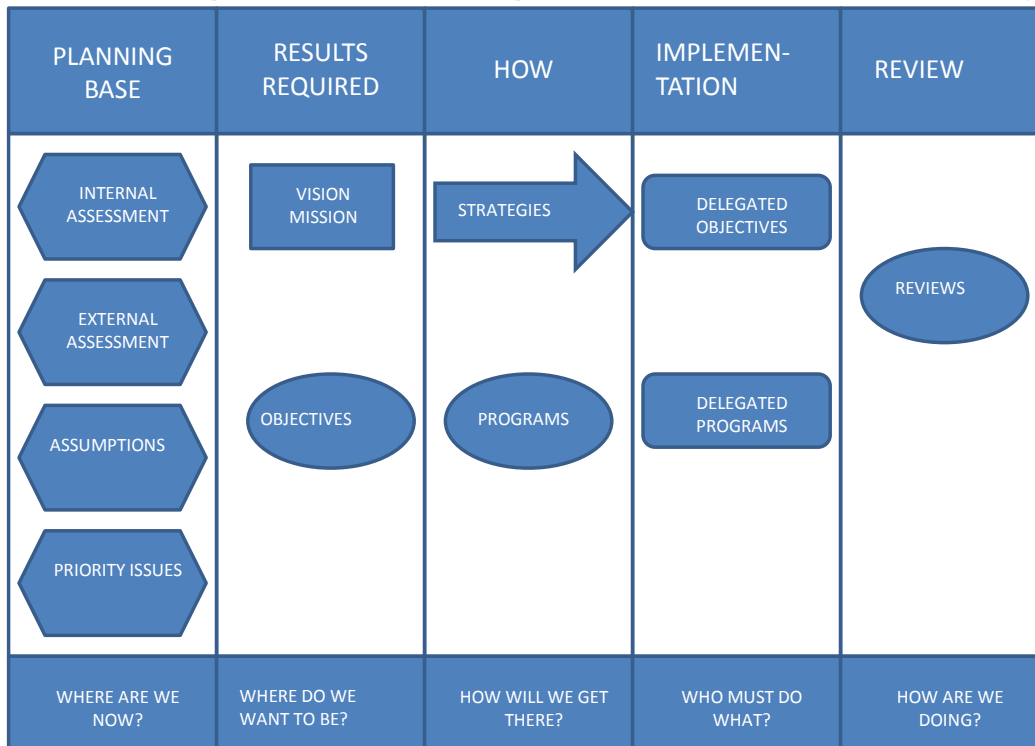 PLANNING
BASE
RESULTS
REQUIRED
HOW
IMPLEMEN-
TATION
REVIEW
INTERNAL
ASSESSMENT
EXTERNAL
ASSESSMENT
ASSUMPTIONS
PRIORITY ISSUES
VISION
MISSION
OBJECTIVES
STRATEGIES
PROGRAMS
DELEGATED
OBJECTIVES
DELEGATED
PROGRAMS
REVIEWS
WHERE ARE WE
NOW?
WHERE DO WE
WANT TO BE?
HOW WILL WE GET
THERE?
WHO MUST DO
WHAT?
HOW ARE WE
DOING?